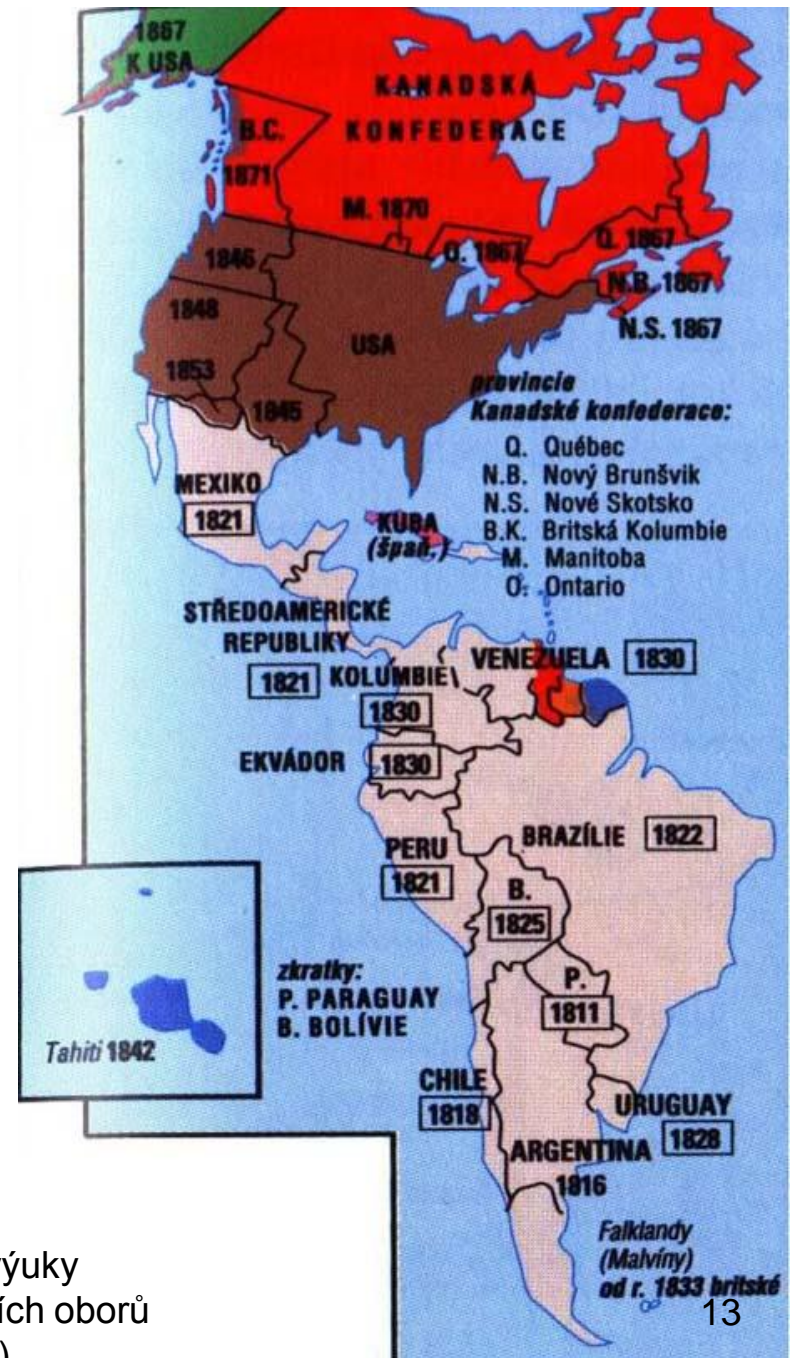 1867
K USA
KANADSKÁ
KONFEDERACE
B.C.
1871
M. 1870
O. 1867
Q. 1867
N.B. 1867
N.S. 1867
1846
1848
1853
1845
USA
provincie
Kanadské konfederace:
Q. Québec
N.B. Nový Brunšvik
N.S. Nové Skotsko
B.K. Britská Kolumbie
M. Manitoba
O. Ontario
MEXIKO
1821
KUBA
(špaň.)
STŘEDOAMERICKÉ
REPUBLIKY
1821
KOLUMBIE
1830
VENEZUELA 1830
EKVÁDOR 1830
PERU
1821
BRAZÍLIE 1822
B.
1825
P.
1811
zkratky:
P. PARAGUAY
B. BOLÍVIE
Tahiti 1842
CHILE
1818
URUGUAY
1828
ARGENTINA
1816
Falklandy
(Malvíny)
od r. 1833 britské
13
ýuky
ích oborů
)